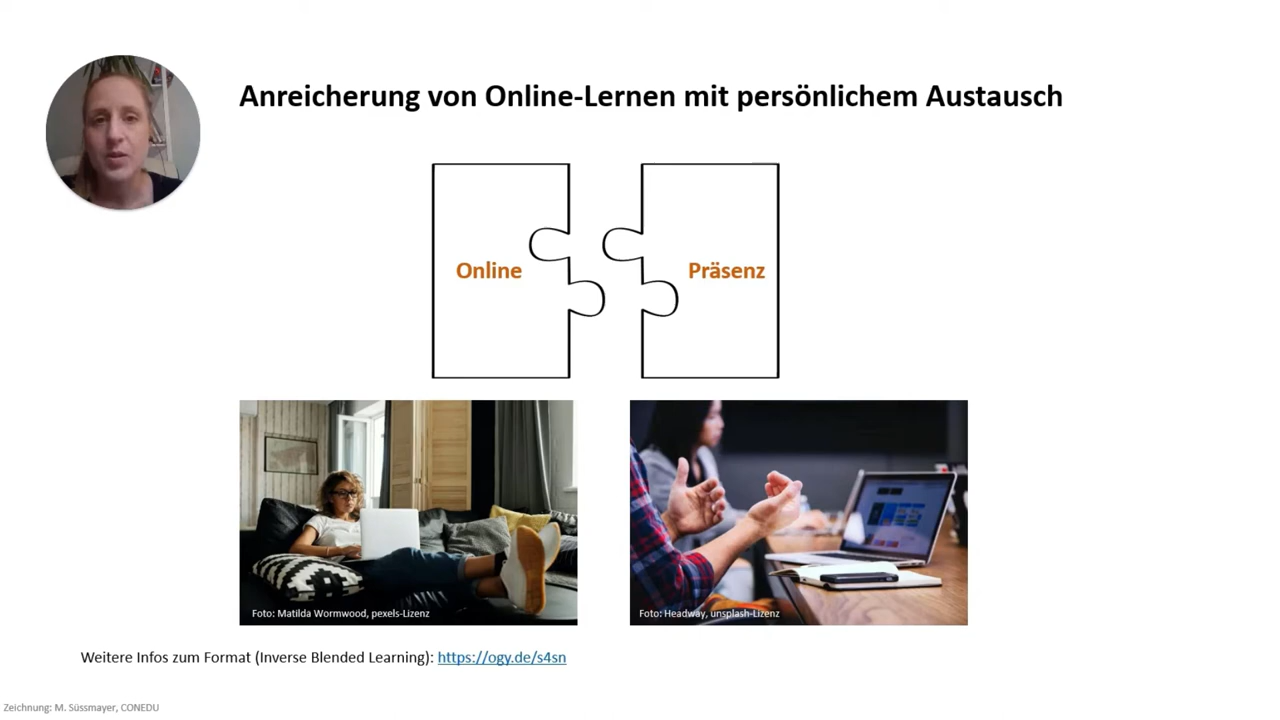 Anreicherung von Online-Lernen mit persönlichem Austausch
Online
Präsenz
Foto: Matilda Wormwood, pexels-Lizenz
Foto: Headway, unsplash-Lizenz
Weitere Infos zum Format (Inverse Blended Learning): https://ogy.de/s4sn
Zeichnung: M. Süssmayer, CONEDU